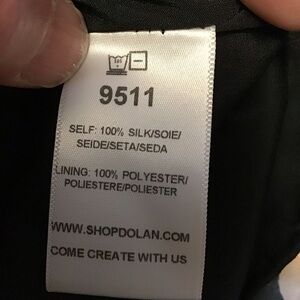 9511
SELF: 100% SILK/SOIE/
SEIDE/SETA/SEDA
LINING: 100% POLYESTER/
POLIESTERE/POLIESTER
WWW.SHOPDOLAN.COM
COME CREATE WITH US